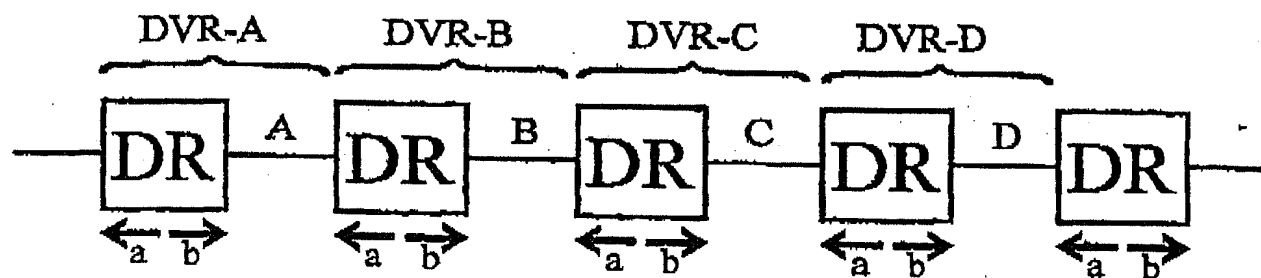 DVR-A DVR-B DVR-C DVR-D
DR A DR B DR C DR D DR
a b a b a b a b a b